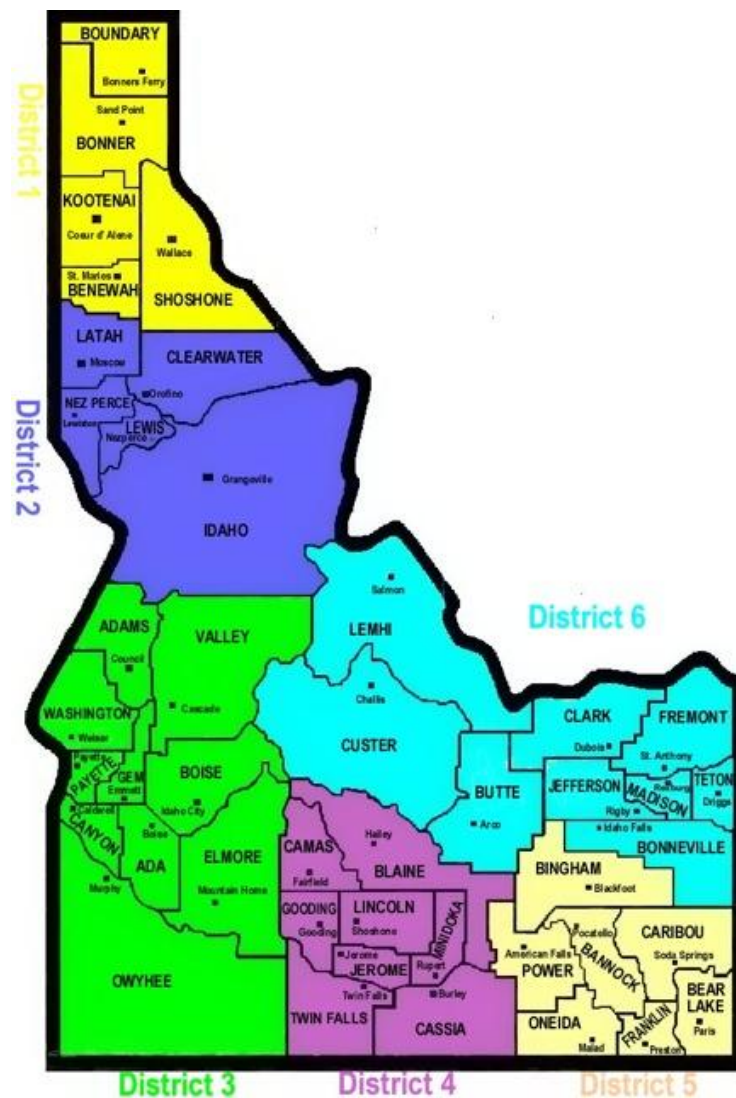 BOUNDARY
Bonners Ferry
Sand Point
BONNER
District 1
KOOTENAI
Coeur d' Alene
Wallace
St. Maries
BENEWAH
SHOSHONE
LATAH
Moscow
CLEARWATER
Orofino
NEZ PERCE
Lewiston
LEWIS
Nezperce
District 2
Grangeville
IDAHO
Salmon
District 6
LEMHI
ADAMS
VALLEY
Council
Challis
Cascade
WASHINGTON
CUSTER
CLARK
FREMONT
Weiser
Dubois
St. Anthony
Payette
PAYETTE
GEM
Emmett
BOISE
BUTTE
JEFFERSON
MADISON
Rexburg
TETON
Driggs
Caldwell
Idaho City
Rigby
CANYON
Boise
Arco
Idaho Falls
BONNEVILLE
ADA
ELMORE
CAMAS
Hailey
BLAINE
BINGHAM
Murphy
Mountain Home
Fairfield
Blackfoot
GOODING
Gooding
LINCOLN
Shoshone
MINIDOKA
Pocatello
CARIBOU
American Falls
POWER
BANNOCK
Soda Springs
Jerome
JEROME
Rupert
OWYHEE
Twin Falls
Burley
BEAR
LAKE
TWIN FALLS
CASSIA
ONEIDA
Malad
FRANKLIN
Preston
Paris
District 3
District 4
District 5